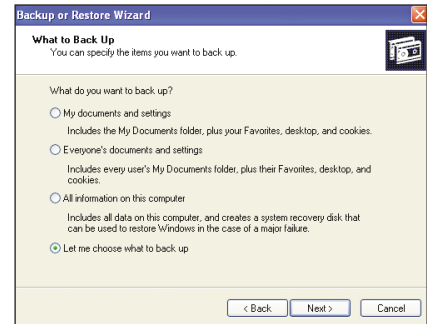 Backup or Restore Wizard
What to Back Up
You can specify the items you want to back up.
What do you want to back up?
My documents and settings
Includes the My Documents folder, plus your Favorites, desktop, and cookies.
Everyone's documents and settings
Includes every user's My Documents folder, plus their Favorites, desktop, and
cookies.
All information on this computer
Includes all data on this computer, and creates a system recovery disk that
can be used to restore Windows in the case of a major failure.
Let me choose what to back up
< Back Next > Cancel